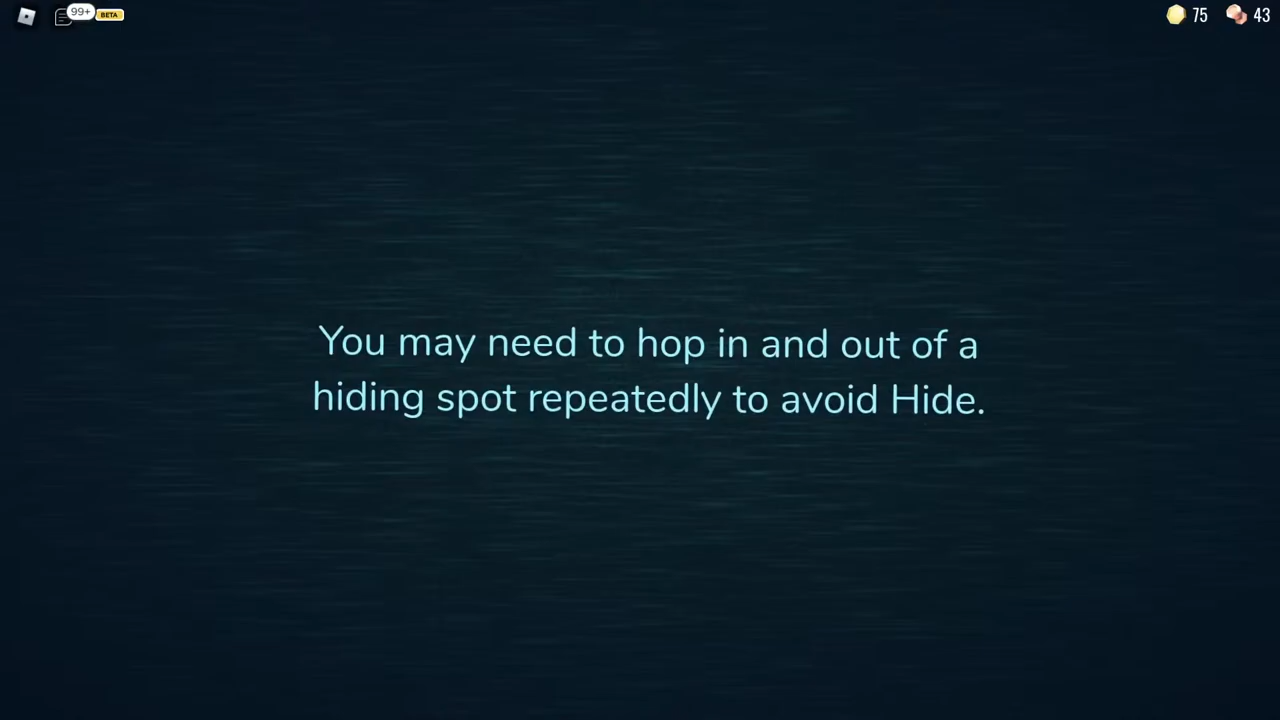 99+
BETA
75
43
You may need to hop in and out of a
hiding spot repeatedly to avoid Hide.